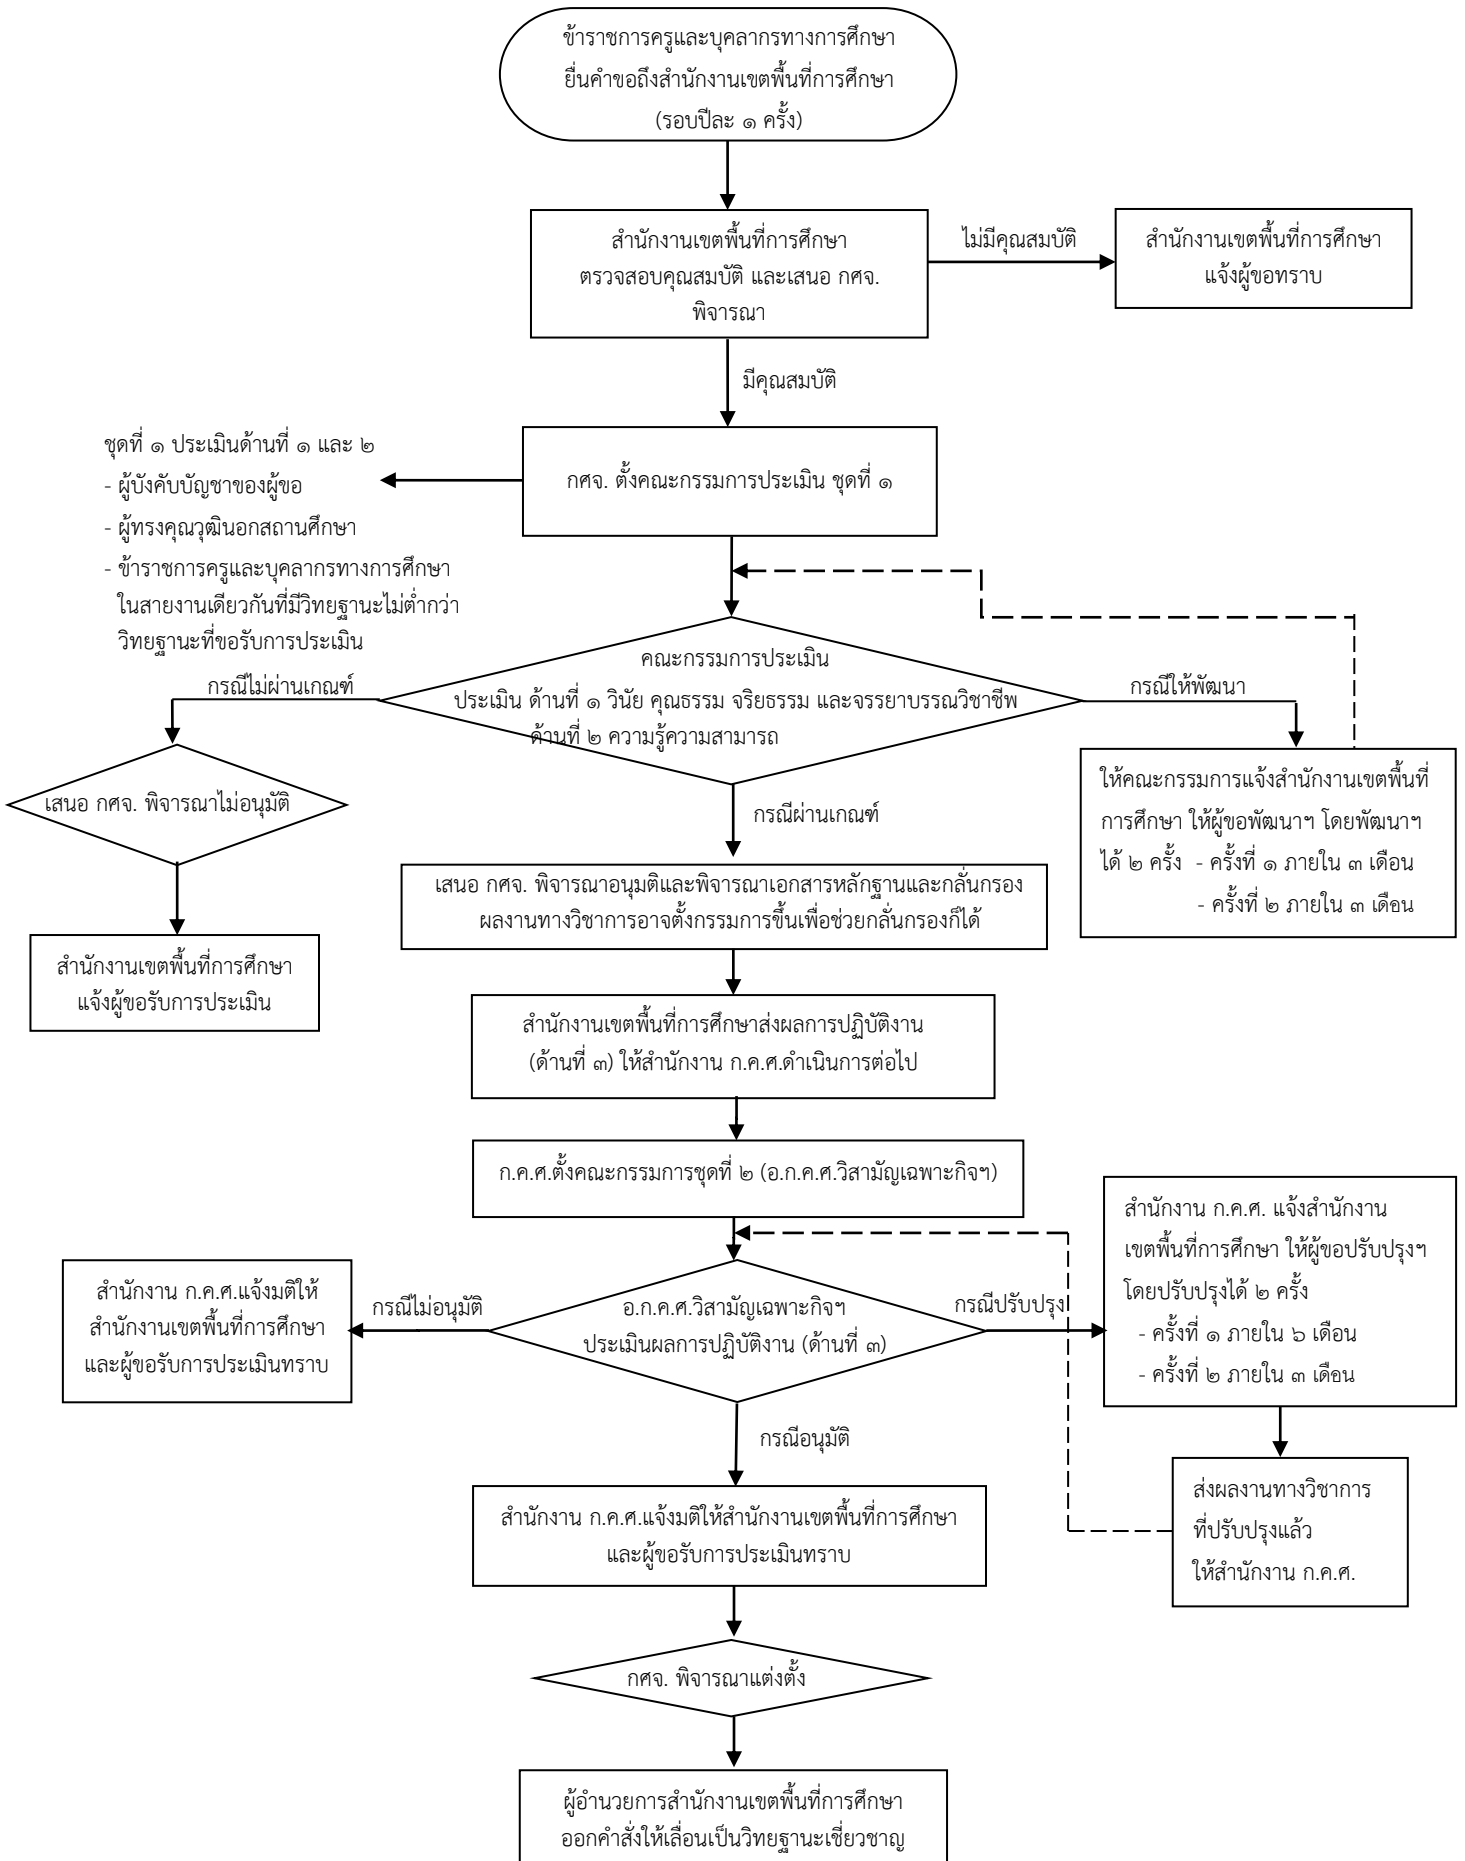 ข้าราชการครูและบุคลากรทางการศึกษา
ยื่นคำขอถึงสำนักงานเขตพื้นที่การศึกษา
(รอบปีละ ๑ ครั้ง)
สำนักงานเขตพื้นที่การศึกษา
ตรวจสอบคุณสมบัติ และเสนอ กศจ.
พิจารณา
ไม่มีคุณสมบัติ
สำนักงานเขตพื้นที่การศึกษา
แจ้งผู้ขอทราบ
มีคุณสมบัติ
ชุดที่ ๑ ประเมินด้านที่ ๑ และ ๒
- ผู้บังคับบัญชาของผู้ขอ
- ผู้ทรงคุณวุฒินอกสถานศึกษา
- ข้าราชการครูและบุคลากรทางการศึกษา
ในสายงานเดียวกันที่มีวิทยฐานะไม่ต่ำกว่า
วิทยฐานะที่ขอรับการประเมิน
กศจ. ตั้งคณะกรรมการประเมิน ชุดที่ ๑
คณะกรรมการประเมิน
ประเมิน ด้านที่ ๑ วินัย คุณธรรม จริยธรรม และจรรยาบรรณวิชาชีพ
ด้านที่ ๒ ความรู้ความสามารถ
กรณีไม่ผ่านเกณฑ์
กรณีให้พัฒนา
เสนอ กศจ. พิจารณาไม่อนุมัติ
สำนักงานเขตพื้นที่การศึกษา
แจ้งผู้ขอรับการประเมิน
ให้คณะกรรมการแจ้งสำนักงานเขตพื้นที่
การศึกษา ให้ผู้ขอพัฒนาฯ โดยพัฒนาฯ
ได้ ๒ ครั้ง - ครั้งที่ ๑ ภายใน ๓ เดือน
- ครั้งที่ ๒ ภายใน ๓ เดือน
กรณีผ่านเกณฑ์
เสนอ กศจ. พิจารณาอนุมติและพิจารณาเอกสารหลักฐานและกลั่นกรอง
ผลงานทางวิชาการอาจตั้งกรรมการขึ้นเพื่อช่วยกลั่นกรองก็ได้
สำนักงานเขตพื้นที่การศึกษาส่งผลการปฏิบัติงาน
(ด้านที่ ๓) ให้สำนักงาน ก.ค.ศ.ดำเนินการต่อไป
ก.ค.ศ.ตั้งคณะกรรมการชุดที่ ๒ (อ.ก.ค.ศ.วิสามัญเฉพาะกิจฯ)
อ.ก.ค.ศ.วิสามัญเฉพาะกิจฯ
ประเมินผลการปฏิบัติงาน (ด้านที่ ๓)
กรณีไม่อนุมัติ
สำนักงาน ก.ค.ศ.แจ้งมติให้
สำนักงานเขตพื้นที่การศึกษา
และผู้ขอรับการประเมินทราบ
กรณีปรับปรุง
สำนักงาน ก.ค.ศ. แจ้งสำนักงาน
เขตพื้นที่การศึกษา ให้ผู้ขอปรับปรุงฯ
โดยปรับปรุงได้ ๒ ครั้ง
- ครั้งที่ ๑ ภายใน ๖ เดือน
- ครั้งที่ ๒ ภายใน ๓ เดือน
ส่งผลงานทางวิชาการ
ที่ปรับปรุงแล้ว
ให้สำนักงาน ก.ค.ศ.
กรณีอนุมัติ
สำนักงาน ก.ค.ศ.แจ้งมติให้สำนักงานเขตพื้นที่การศึกษา
และผู้ขอรับการประเมินทราบ
กศจ. พิจารณาแต่งตั้ง
ผู้อำนวยการสำนักงานเขตพื้นที่การศึกษา
ออกคำสั่งให้เลื่อนเป็นวิทยฐานะเชี่ยวชาญ